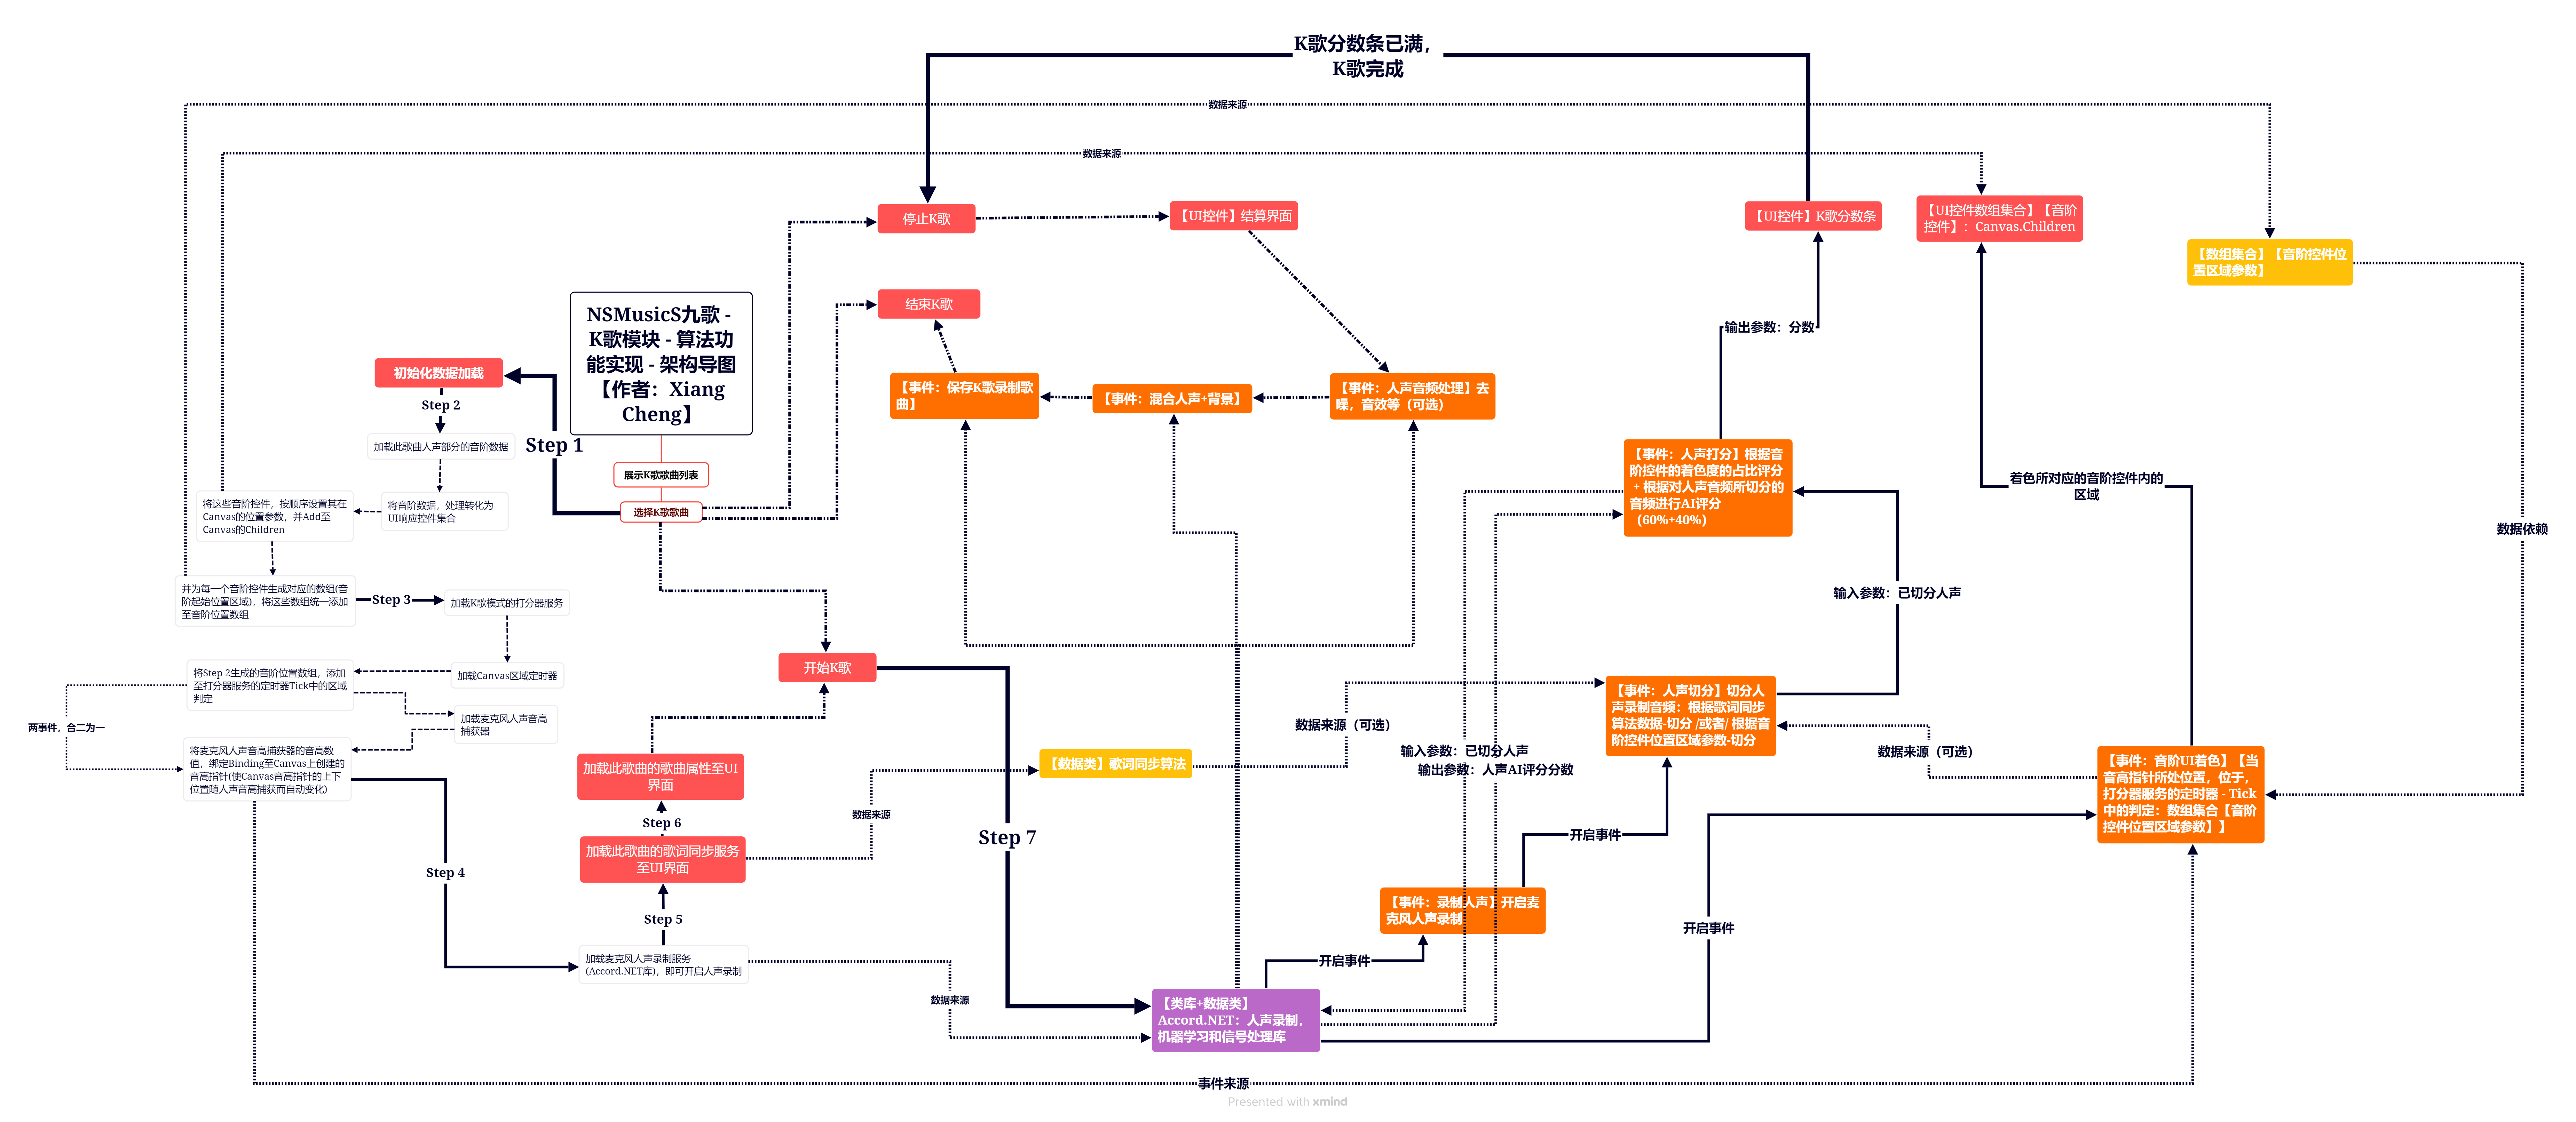 K歌分数条已满，
K歌完成
数据来源
数据来源
停止K歌
【UI控件】结算界面
【UI控件】K歌分数条
【UI控件数组集合】【音阶
控件】：Canvas.Children
【数组集合】【音阶控件位
置区域参数】
结束K歌
NSMusicS九歌 -
K歌模块 - 算法功
能实现 - 架构导图
【作者：Xiang
Cheng】
输出参数：分数
初始化数据加载
Step 2
加载此歌曲人声部分的音阶数据
Step 1
展示K歌歌曲列表
选择K歌歌曲
【事件：保存K歌录制歌
曲】
【事件：混合人声+背景】
【事件：人声音频处理】去
噪，音效等（可选）
【事件：人声打分】根据音
阶控件的着色度的占比评分
+ 根据对人声音频所切分的
音频进行AI评分
（60%+40%）
着色所对应的音阶控件内的
区域
数据依赖
将这些音阶控件，按顺序设置其在
Canvas的位置参数，并Add至
Canvas的Children
将音阶数据，处理转化为
UI响应控件集合
并为每一个音阶控件生成对应的数组(音
阶起始位置区域)，将这些数组统一添加
至音阶位置数组
Step 3
加载K歌模式的打分器服务
输入参数：已切分人声
将Step 2生成的音阶位置数组，添加
至打分器服务的定时器Tick中的区域
判定
加载Canvas区域定时器
开始K歌
两事件，合二为一
加载麦克风人声音高
捕获器
将麦克风人声音高捕获器的音高数
值，绑定Binding至Canvas上创建的
音高指针(使Canvas音高指针的上下
位置随人声音高捕获而自动变化)
数据来源（可选）
【事件：人声切分】切分人
声录制音频：根据歌词同步
算法数据-切分 /或者/ 根据音
阶控件位置区域参数-切分
输入参数：已切分人声
输出参数：人声AI评分分数
数据来源（可选）
【事件：音阶UI着色】【当
音高指针所处位置，位于，
打分器服务的定时器 - Tick
中的判定：数组集合【音阶
控件位置区域参数】】
加载此歌曲的歌曲属性至UI
界面
【数据类】歌词同步算法
Step 6
数据来源
加载此歌曲的歌词同步服务
至UI界面
Step 7
开启事件
Step 4
Step 5
【事件：录制人声】开启麦
克风人声录制
开启事件
加载麦克风人声录制服务
(Accord.NET库)，即可开启人声录制
开启事件
数据来源
【类库+数据类】
Accord.NET：人声录制，
机器学习和信号处理库
事件来源
Presented with xmind